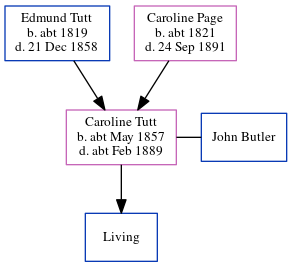 Edmund Tutt
b. abt 1819
d. 21 Dec 1858
Caroline Page
b. abt 1821
d. 24 Sep 1891
Caroline Tutt
b. abt May 1857
d. abt Feb 1889
John Butler
Living